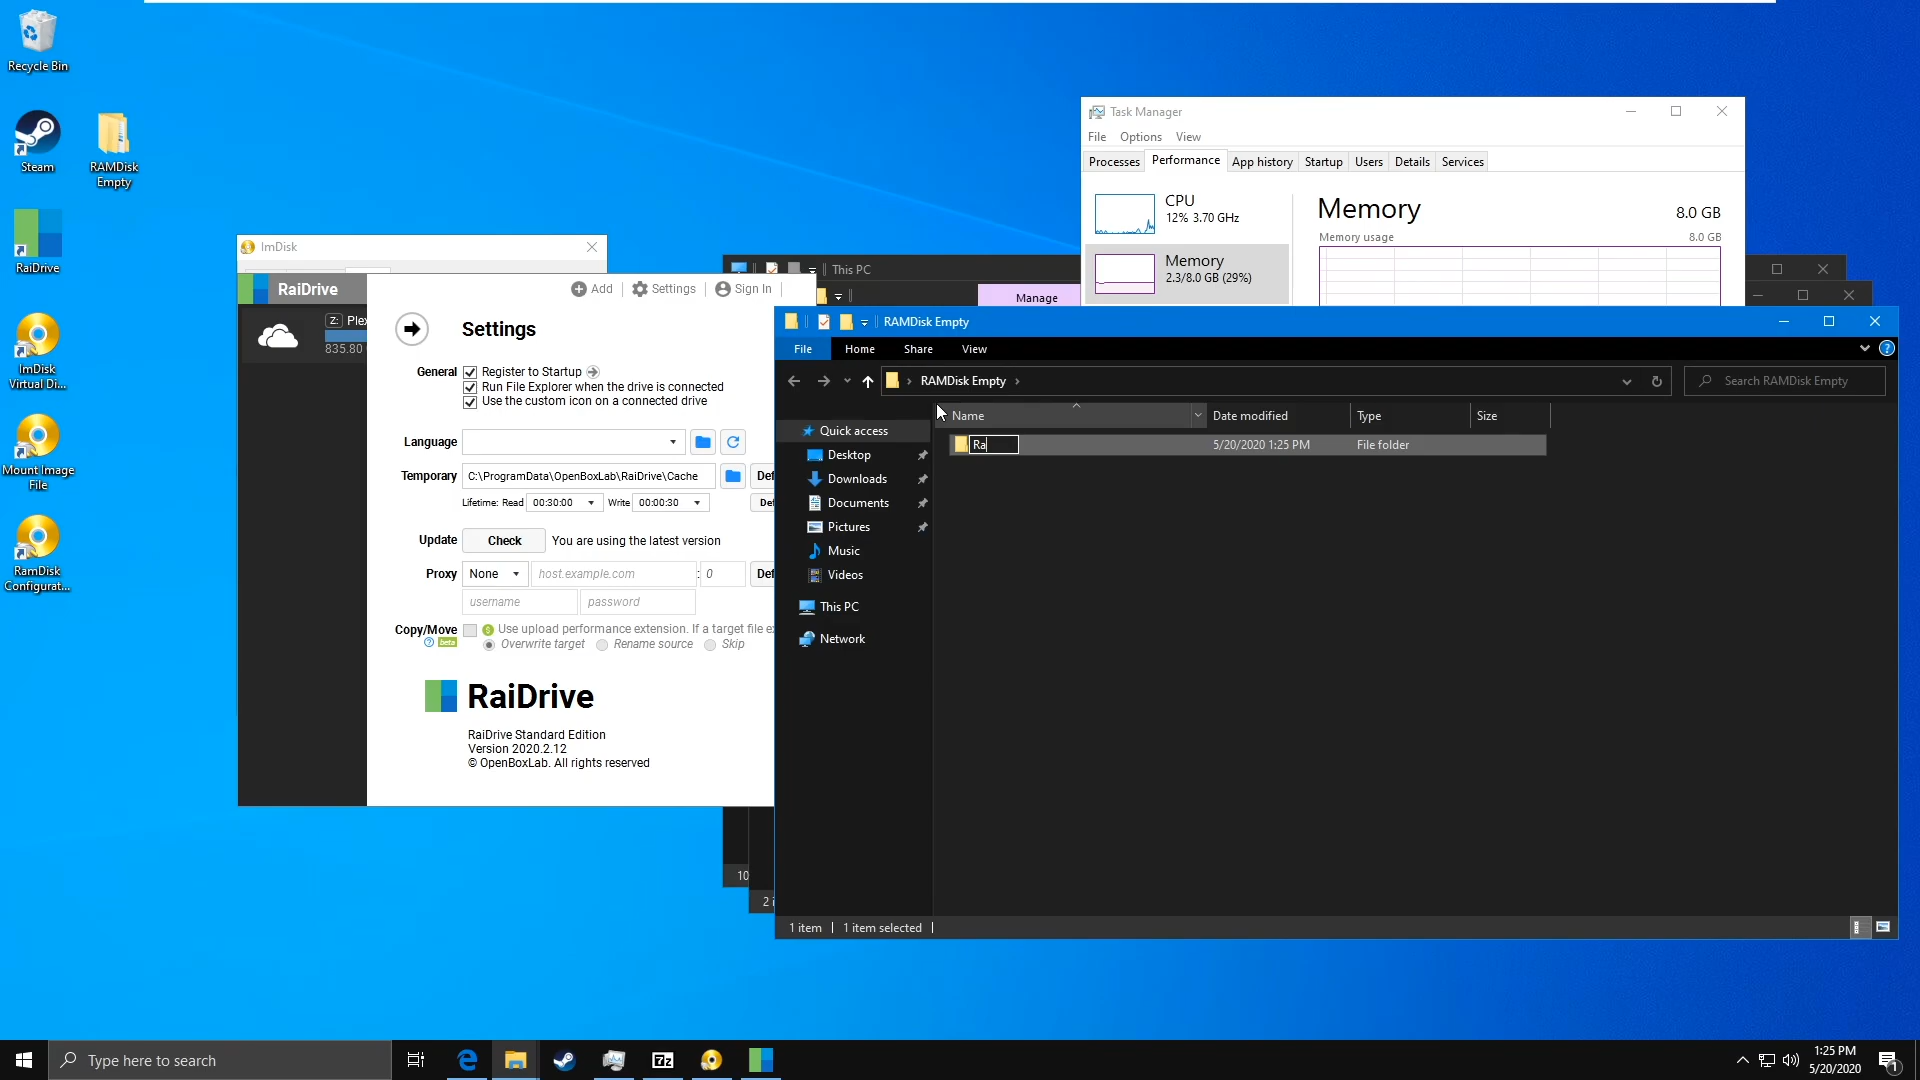 Recycle Bin
Steam
RAMDisk
Empty
RaiDrive
ImDisk
Virtual Di...
Mount Image
File
RamDisk
Configurat...
ImDisk
RaiDrive
Add
Settings
Sign In
Z:
835.80
Settings
General
Register to Startup
Run File Explorer when the drive is connected
Use the custom icon on a connected drive
Language
Temporary
C:\ProgramData\OpenBoxLab\RaiDrive\Cache
Lifetime: Read 00:30:00 Write 00:00:30
Update
Check
You are using the latest version
Proxy
None
host.example.com
:
0
username
password
Copy/Move
beta
Use upload performance extension. If a target file
Overwrite target
Rename source
Skip
RaiDrive
RaiDrive Standard Edition
Version 2020.2.12
© OpenBoxLab. All rights reserved
This PC
Manage
10
2
Task Manager
File
Options
View
Processes
Performance
App history
Startup
Users
Details
Services
CPU
12% 3.70 GHz
Memory
2.3/8.0 GB (29%)
Memory
8.0 GB
Memory usage
8.0 GB
RAMDisk Empty
File
Home
Share
View
RAMDisk Empty
Search RAMDisk Empty
Name
Date modified
Type
Size
Ra
5/20/2020 1:25 PM
File folder
Quick access
Desktop
Downloads
Documents
Pictures
Music
Videos
This PC
Network
1 item
1 item selected
Type here to search
7z
1:25 PM
5/20/2020
1